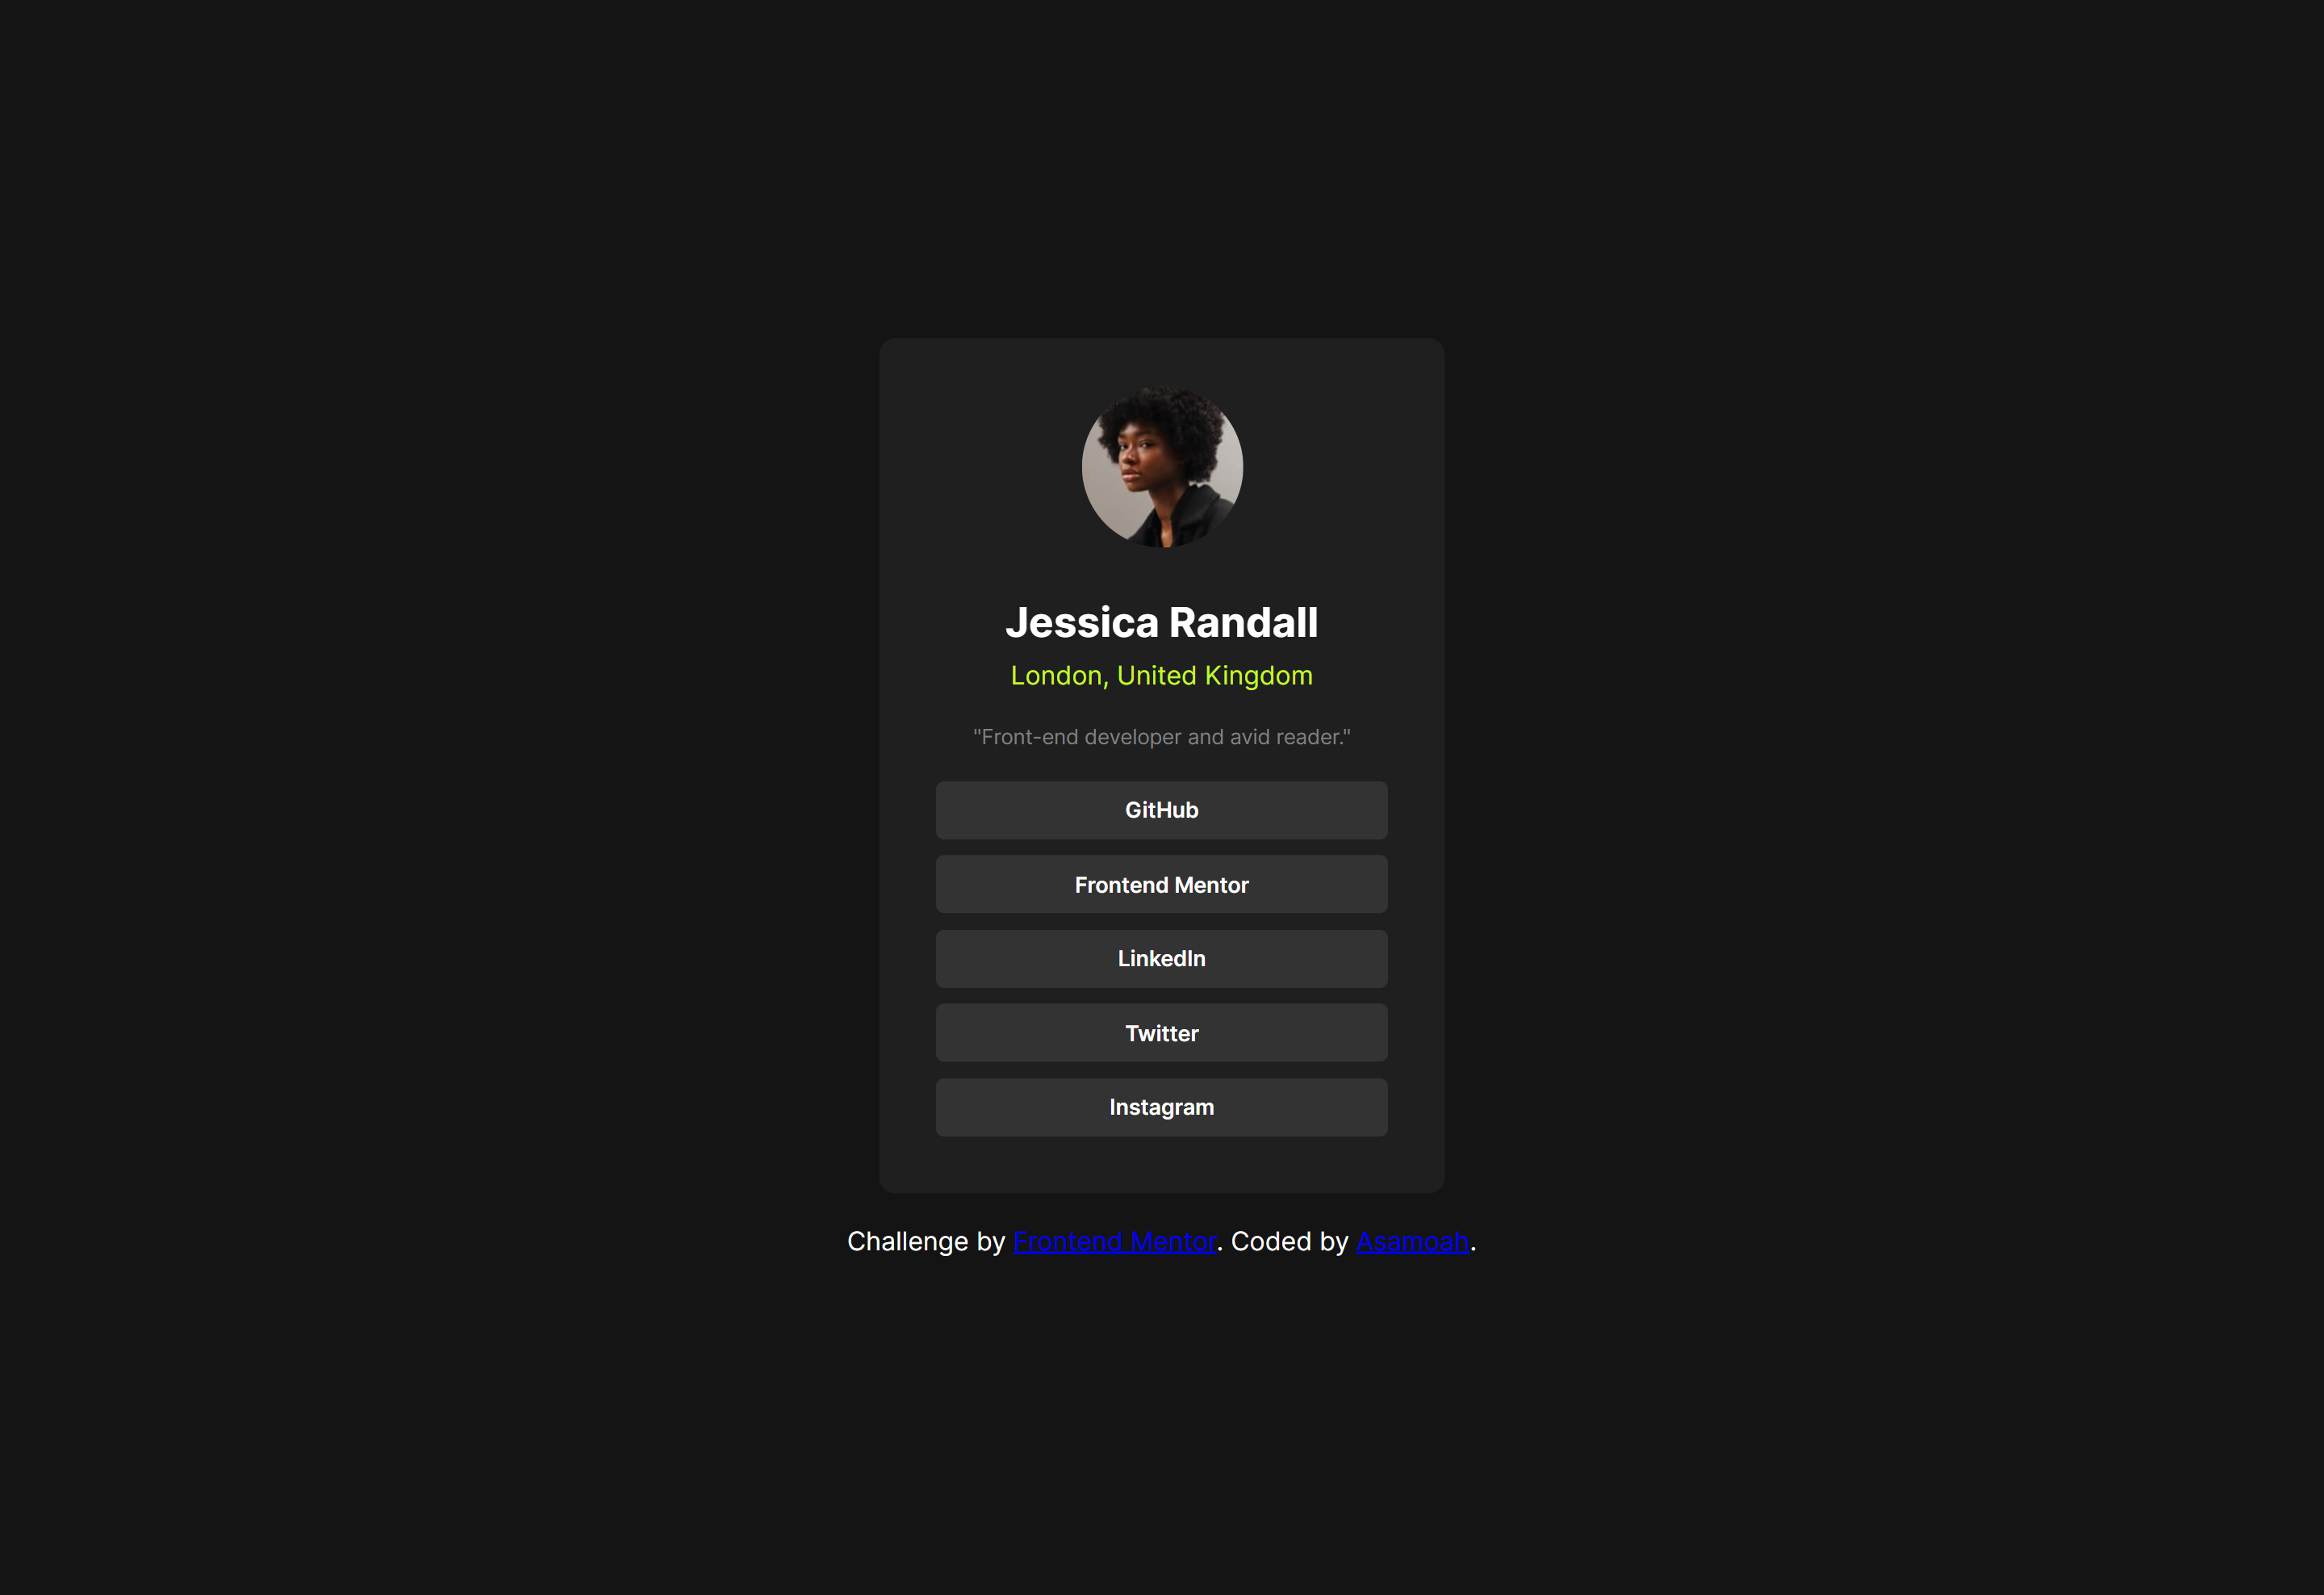 Jessica Randall
London, United Kingdom
"Front-end developer and avid reader."
GitHub
Frontend Mentor
LinkedIn
Twitter
Instagram
Challenge by Frontend Mentor. Coded by Asamoah.